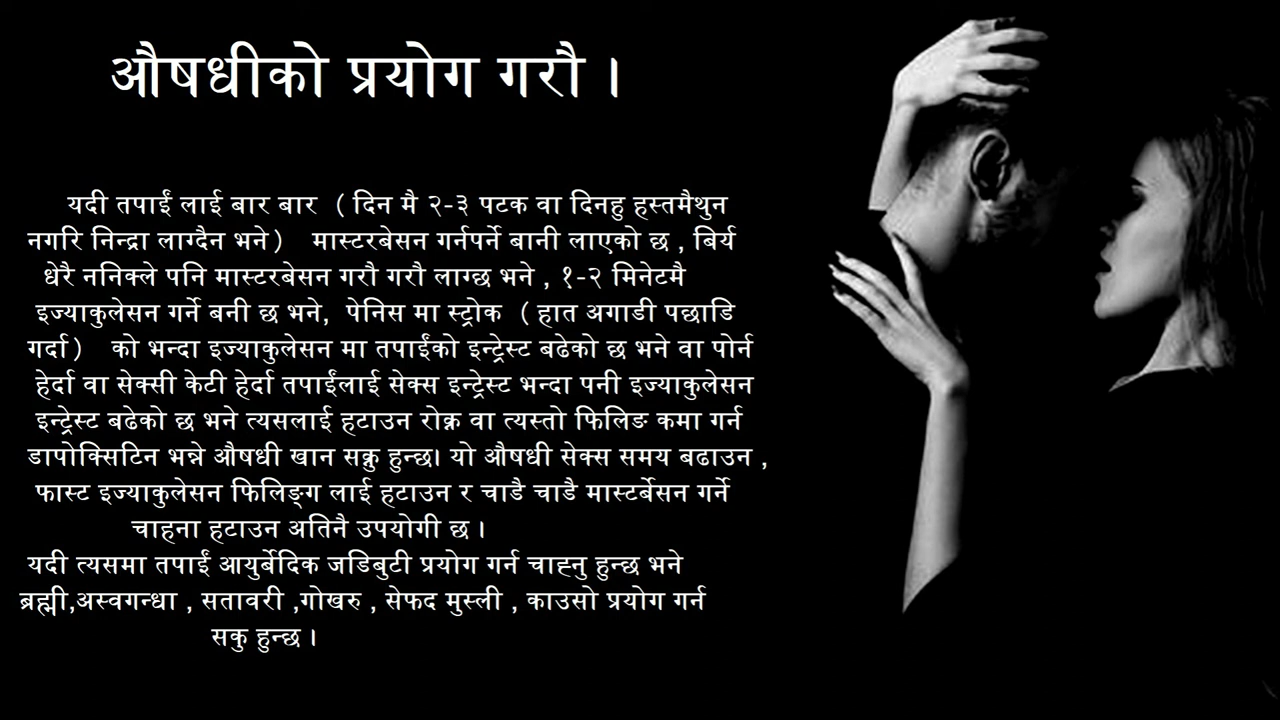 औषधीको प्रयोग गरौ ।
यदी तपाईं लाई बार बार ( दिन मै २-३ पटक वा दिनहु हस्तमैथुन
नगरि निन्द्रा लाग्दैन भने ) मास्टरबेसन गर्नपर्ने बानी लाएको छ , बिर्य
धेरै ननिक्ले पनि मास्टरबेसन गरौ गरौ लाग्छ भने , १-२ मिनेटमै
इज्याकुलेसन गर्ने बनी छ भने, पेनिस मा स्ट्रोक ( हात अगाडी पछाडि
गर्दा ) को भन्दा इज्याकुलेसन मा तपाईंको इन्ट्रेस्ट बढेको छ भने वा पोर्न
हेर्दा वा सेक्सी केटी हेर्दा तपाईंलाई सेक्स इन्ट्रेस्ट भन्दा पनी इज्याकुलेसन
इन्ट्रेस्ट बढेको छ भने त्यसलाई हटाउन रोक्न वा त्यस्तो फिलिङ कमा गर्न
डापोक्सिटिन भन्ने औषधी खान सक्नु हुन्छ। यो औषधी सेक्स समय बढाउन ,
फास्ट इज्याकुलेसन फिलिङ्ग लाई हटाउन र चाडै चाडै मास्टर्बेसन गर्ने
चाहना हटाउन अतिनै उपयोगी छ ।
यदी त्यसमा तपाईं आयुर्बेदिक जडिबुटी प्रयोग गर्न चाह्नु हुन्छ भने
ब्रह्मी,अस्वगन्धा , सतावरी ,गोखरु , सेफद मुस्ली , काउसो प्रयोग गर्न
सकु हुन्छ ।